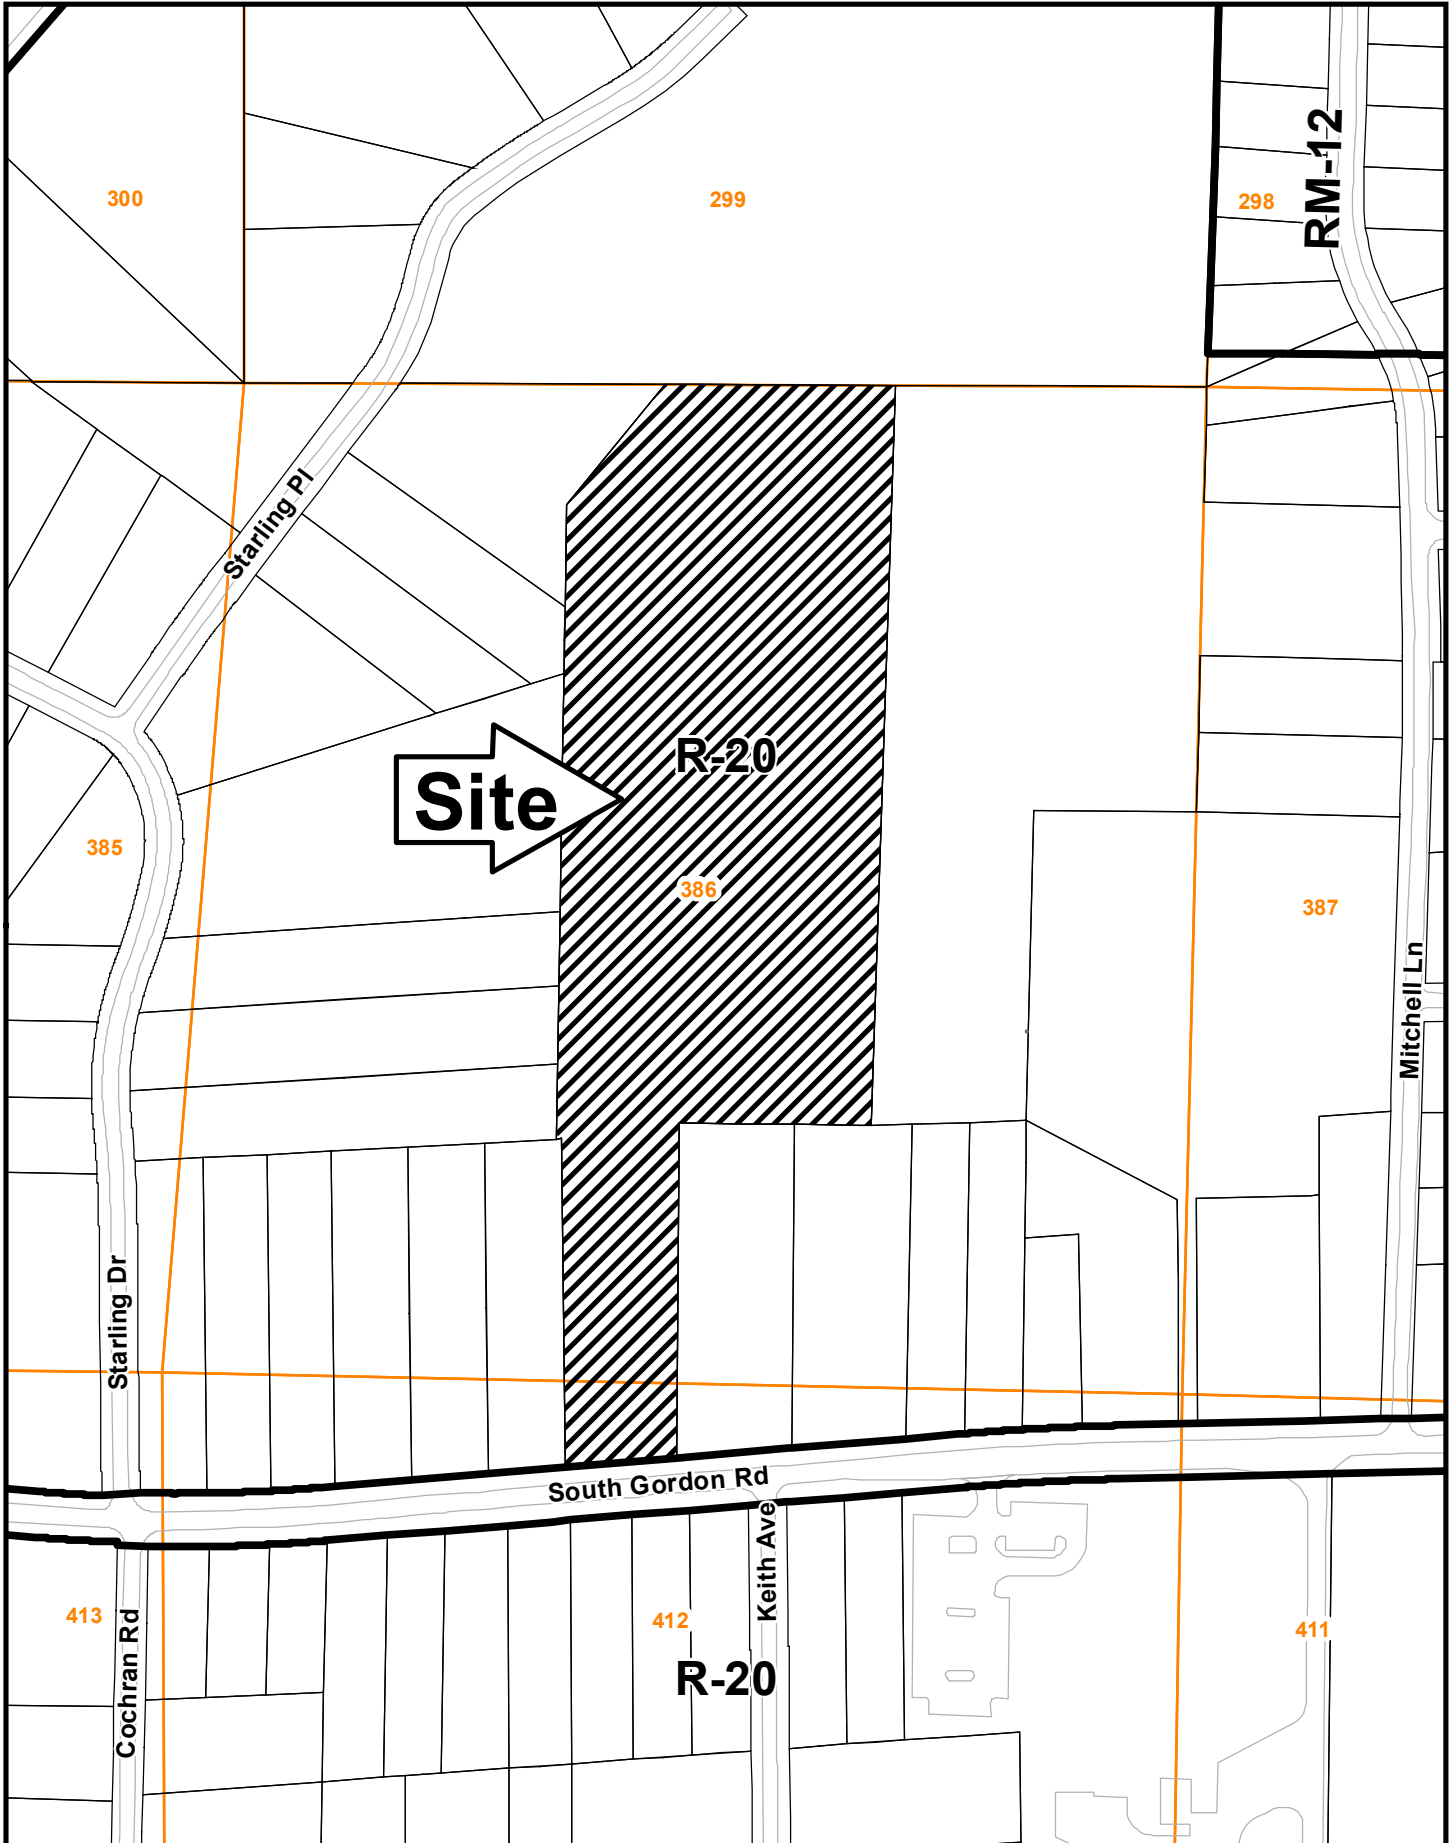 RM-12
300
299
298
Starling Pl
R-20
Site
385
386
387
Mitchell Ln
Starling Dr
South Gordon Rd
Keith Ave
413
412
411
Cochran Rd
R-20